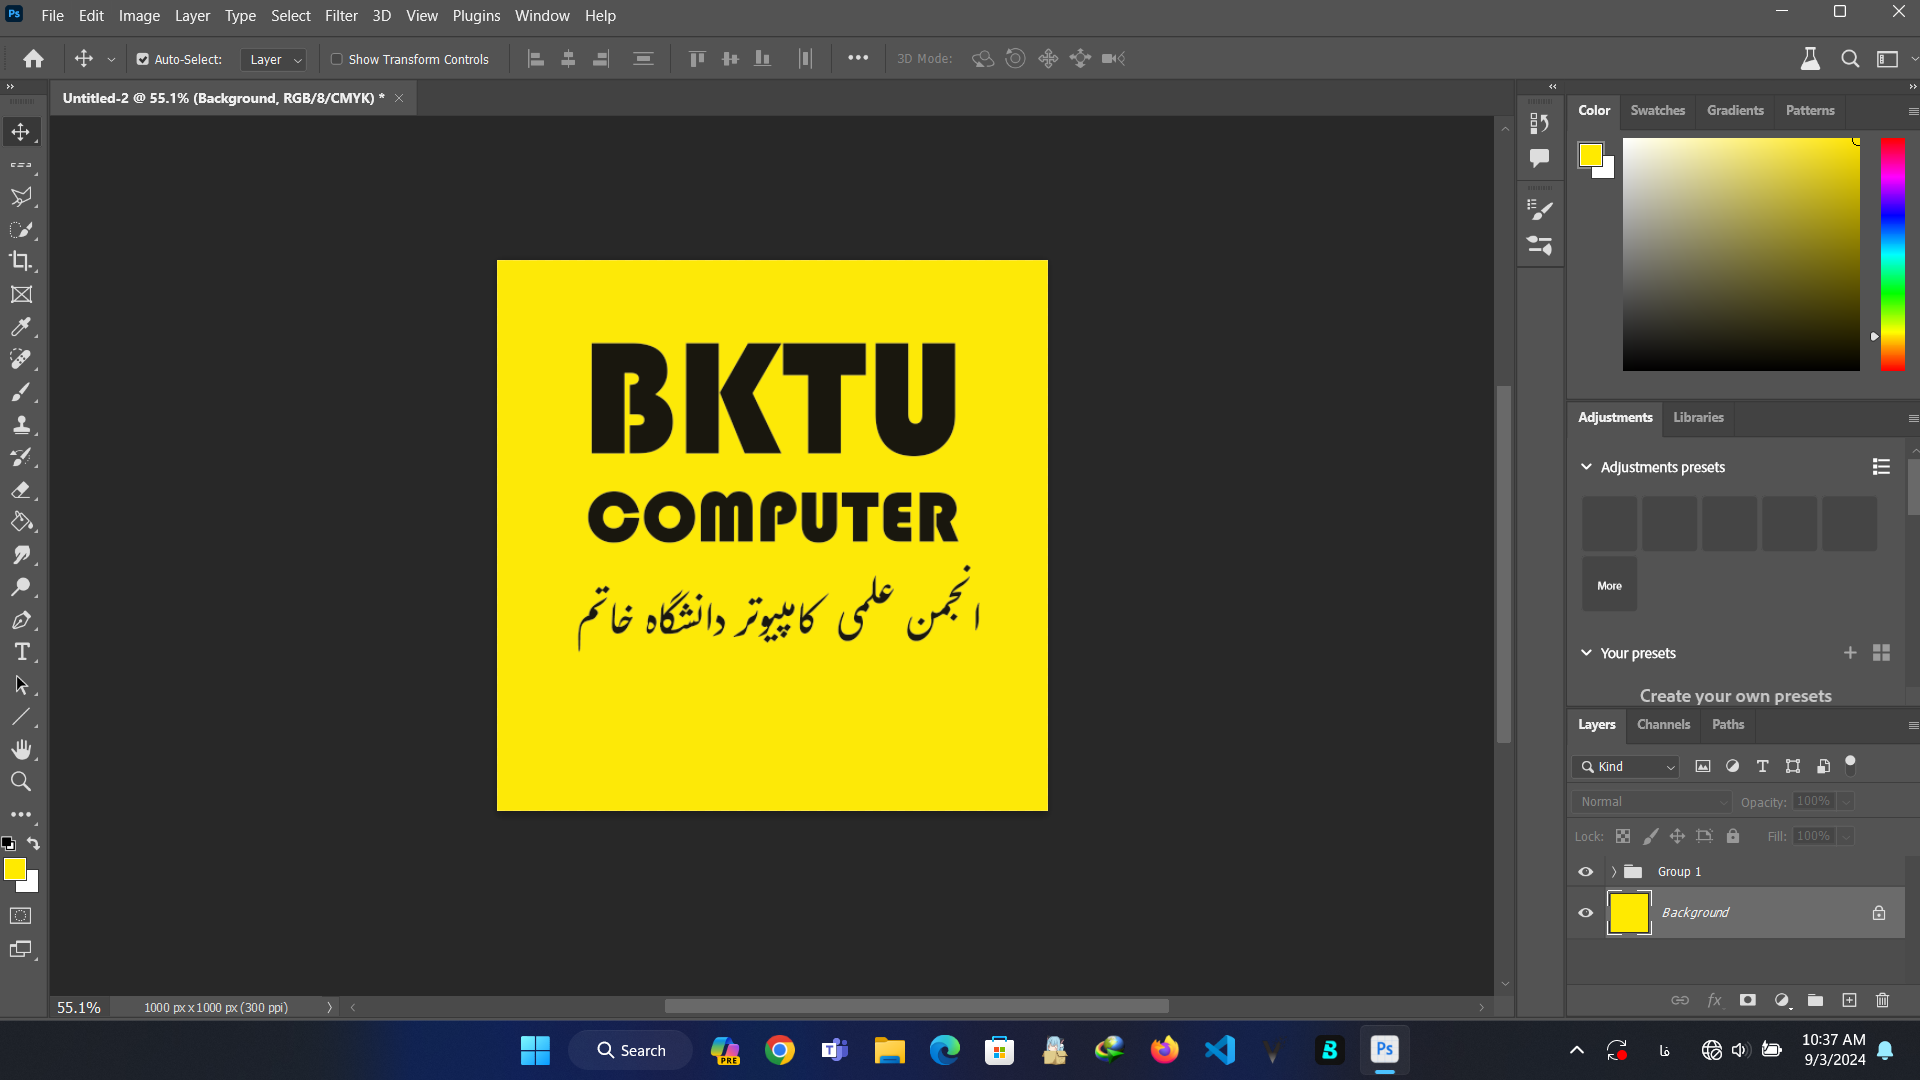 Ps File Edit Image Layer Type Select Filter 3D View Plugins Window Help
Auto-Select: Layer Show Transform Controls 3D Mode:
Untitled-2 @ 55.1% (Background, RGB/8/CMYK) *
Color Swatches Gradients Patterns
BKTU
COMPUTER
انجمن علمی کامپیوتر دانشگاه خاتم
Adjustments Libraries
Adjustments presets
More
Your presets
Create your own presets
Layers Channels Paths
Kind
Normal Opacity: 100%
Lock: Fill: 100%
Group 1
Background
fx
55.1% 1000 px x 1000 px (300 ppi)
Search PRE B Ps فا 10:37 AM
9/3/2024